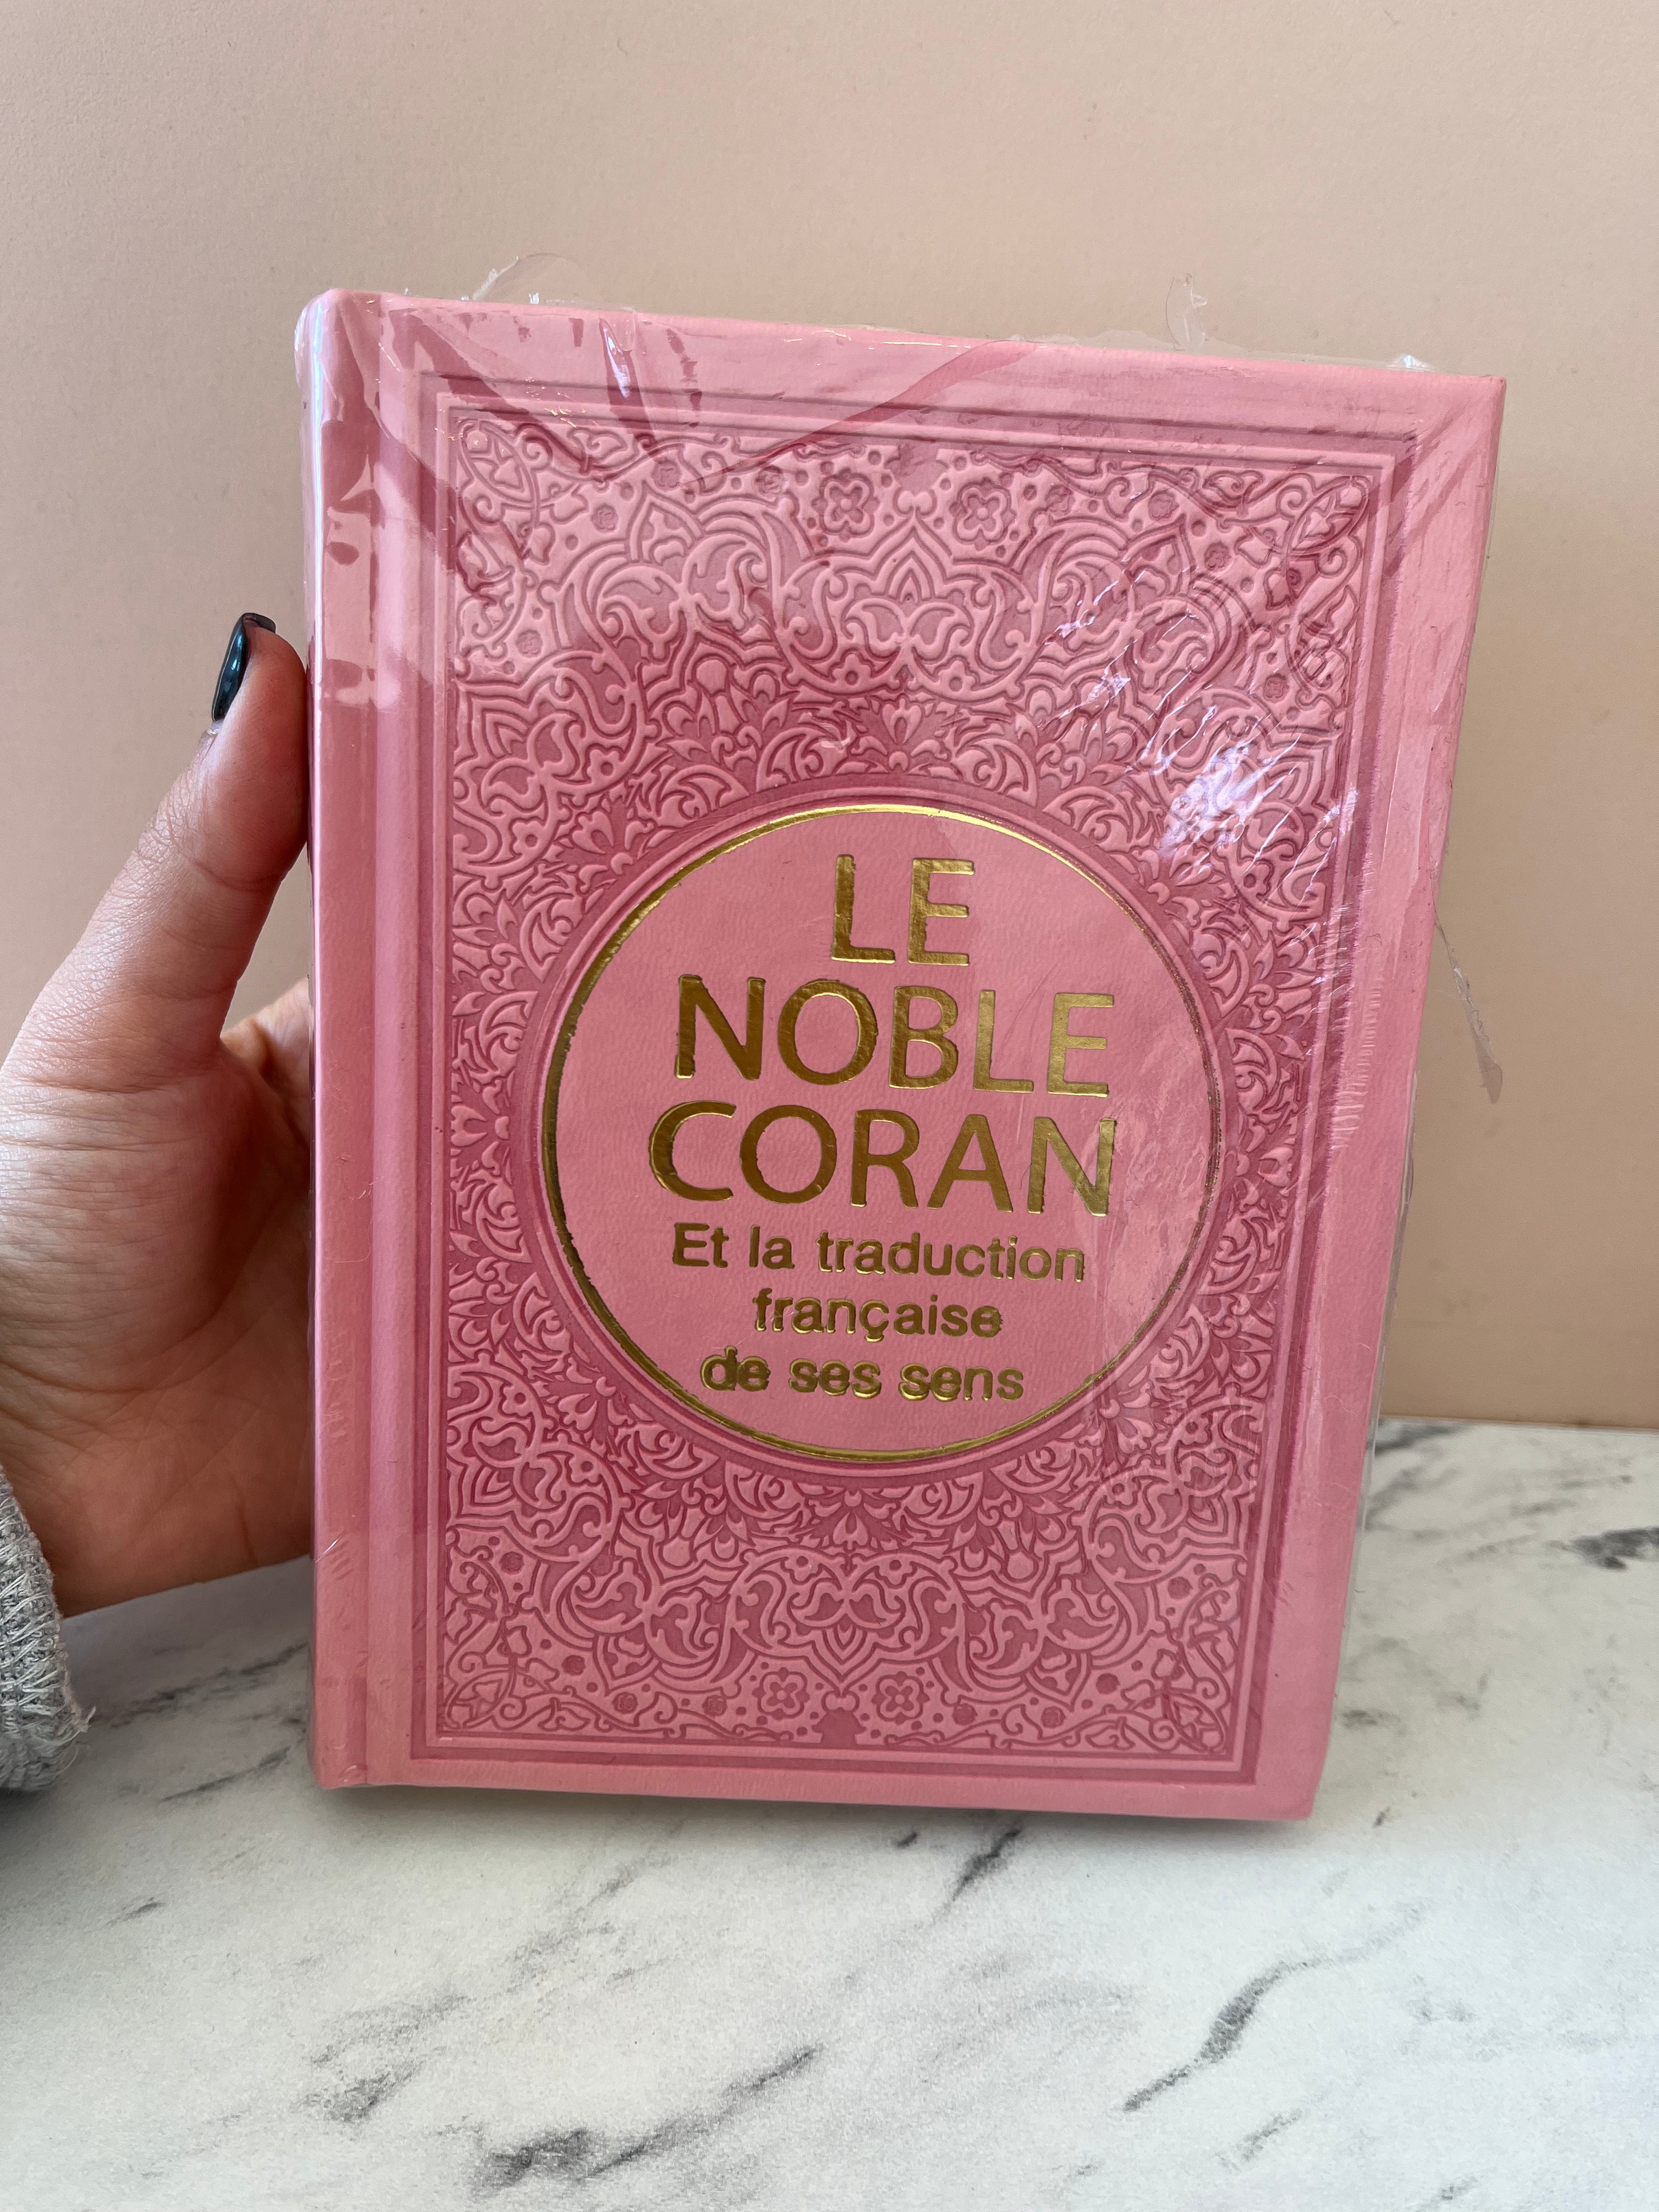 LE
NOBLE
CORAN
Et la traduction
française
de ses sens